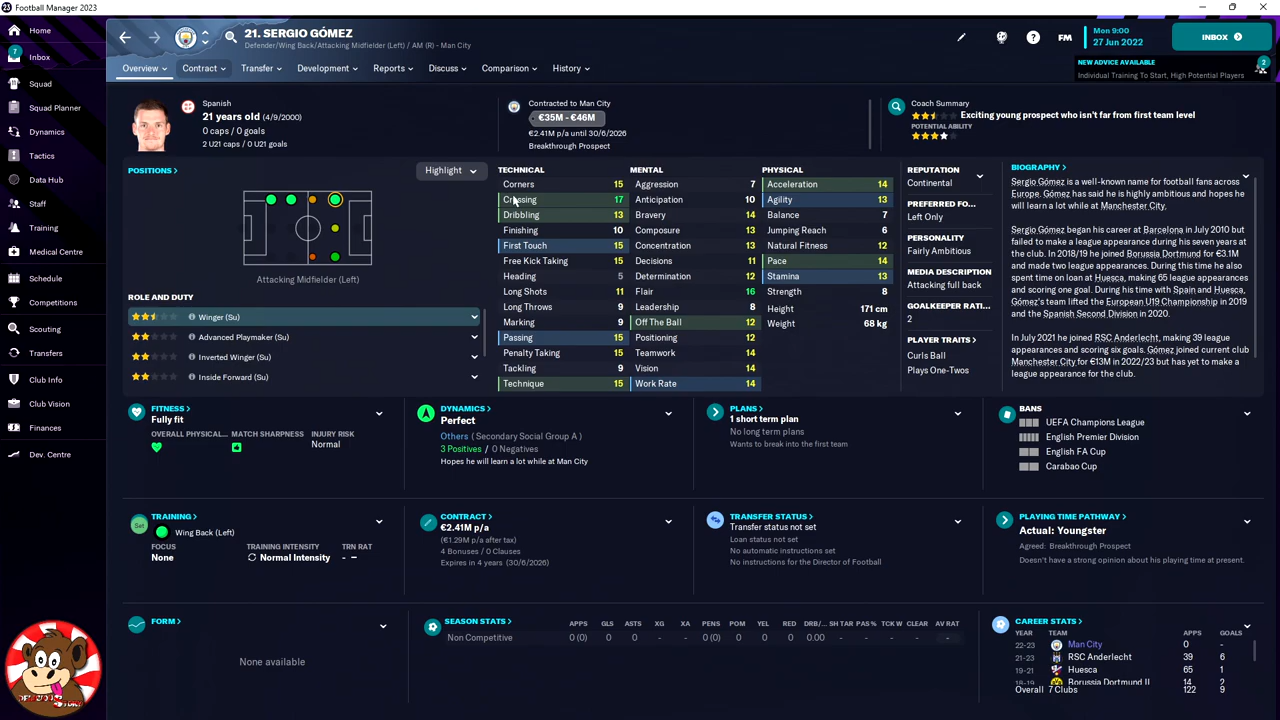 23 Football Manager 2023
Home
7
Inbox
Squad
Squad Planner
Dynamics
Tactics
Data Hub
Staff
Training
Medical Centre
Schedule
Competitions
Scouting
Transfers
Club Info
Club Vision
Finances
Dev. Centre
21. SERGIO GÓMEZ
Defender/Wing Back/Attacking Midfielder (Left) / AM (R) - Man City
FM
Mon 9:00
27 Jun 2022
INBOX
NEW ADVICE AVAILABLE
Individual Training To Start, High Potential Players
2
Overview Contract Transfer Development Reports Discuss Comparison History
Spanish
21 years old (4/9/2000)
0 caps / 0 goals
2 U21 caps / 0 U21 goals
Contracted to Man City
€35M - €46M
€2.41M p/a until 30/6/2026
Breakthrough Prospect
Coach Summary
Exciting young prospect who isn't far from first team level
POTENTIAL ABILITY
POSITIONS
Highlight
Attacking Midfielder (Left)
ROLE AND DUTY
Winger (Su)
Advanced Playmaker (Su)
Inverted Winger (Su)
Inside Forward (Su)
TECHNICAL
Corners 15
Crossing 17
Dribbling 13
Finishing 10
First Touch 15
Free Kick Taking 15
Heading 5
Long Shots 11
Long Throws 9
Marking 9
Passing 15
Penalty Taking 15
Tackling 9
Technique 15
MENTAL
Aggression 7
Anticipation 10
Bravery 14
Composure 13
Concentration 13
Decisions 11
Determination 12
Flair 16
Leadership 8
Off The Ball 12
Positioning 12
Teamwork 14
Vision 14
Work Rate 14
PHYSICAL
Acceleration 14
Agility 13
Balance 7
Jumping Reach 6
Natural Fitness 12
Pace 14
Stamina 13
Strength 8
Height 171 cm
Weight 68 kg
REPUTATION
Continental
PREFERRED FO...
Left Only
PERSONALITY
Fairly Ambitious
MEDIA DESCRIPTION
Attacking full back
GOALKEEPER RATI...
2
PLAYER TRAITS
Curls Ball
Plays One-Twos
BIOGRAPHY
Sergio Gómez is a well-known name for football fans across
Europe. Gómez has said he is highly ambitious and hopes he
will learn a lot while at Manchester City.
Sergio Gómez began his career at Barcelona in July 2010 but
failed to make a league appearance during his seven years at
the club. In 2018/19 he joined Borussia Dortmund for €3.1M
and made two league appearances. During this time he also
spent time on loan at Huesca, making 65 league appearances
and scoring one goal. During his time with Spain and Huesca,
Gómez's team lifted the European U19 Championship in 2019
and the Spanish Second Division in 2020.
In July 2021 he joined RSC Anderlecht, making 39 league
appearances and scoring six goals. Gómez joined current club
Manchester City for €13M in 2022/23 but has yet to make a
league appearance for the club.
FITNESS
Fully fit
OVERALL PHYSICAL... MATCH SHARPNESS INJURY RISK
Normal
DYNAMICS
Perfect
Others (Secondary Social Group A)
3 Positives / 0 Negatives
Hopes he will learn a lot while at Man City
PLANS
1 short term plan
No long term plans
Wants to break into the first team
BANS
UEFA Champions League
English Premier Division
English FA Cup
Carabao Cup
TRAINING
Set
Wing Back (Left)
FOCUS TRAINING INTENSITY TRN RAT
None Normal Intensity - –
CONTRACT
€2.41M p/a
(€1.29M p/a after tax)
4 Bonuses / 0 Clauses
Expires in 4 years (30/6/2026)
TRANSFER STATUS
Transfer status not set
Loan status not set
No automatic instructions set
No instructions for the Director of Football
PLAYING TIME PATHWAY
Actual: Youngster
Agreed: Breakthrough Prospect
Doesn't have a strong opinion about his playing time at present.
FORM
None available
SEASON STATS APPS GLS ASTS XG XA PENS POM YEL RED DRB/... SH TAR PAS % TCK W CLEAR AV RAT
Non Competitive 0 (0) 0 0 - - 0 (0) 0 0 0 0.00 - - - - -
CAREER STATS
YEAR TEAM APPS GOALS
22-23 Man City 0 -
21-23 RSC Anderlecht 39 6
19-21 Huesca 65 1
18-19 Borussia Dortmund II 14 2
Overall 7 Clubs 122 9